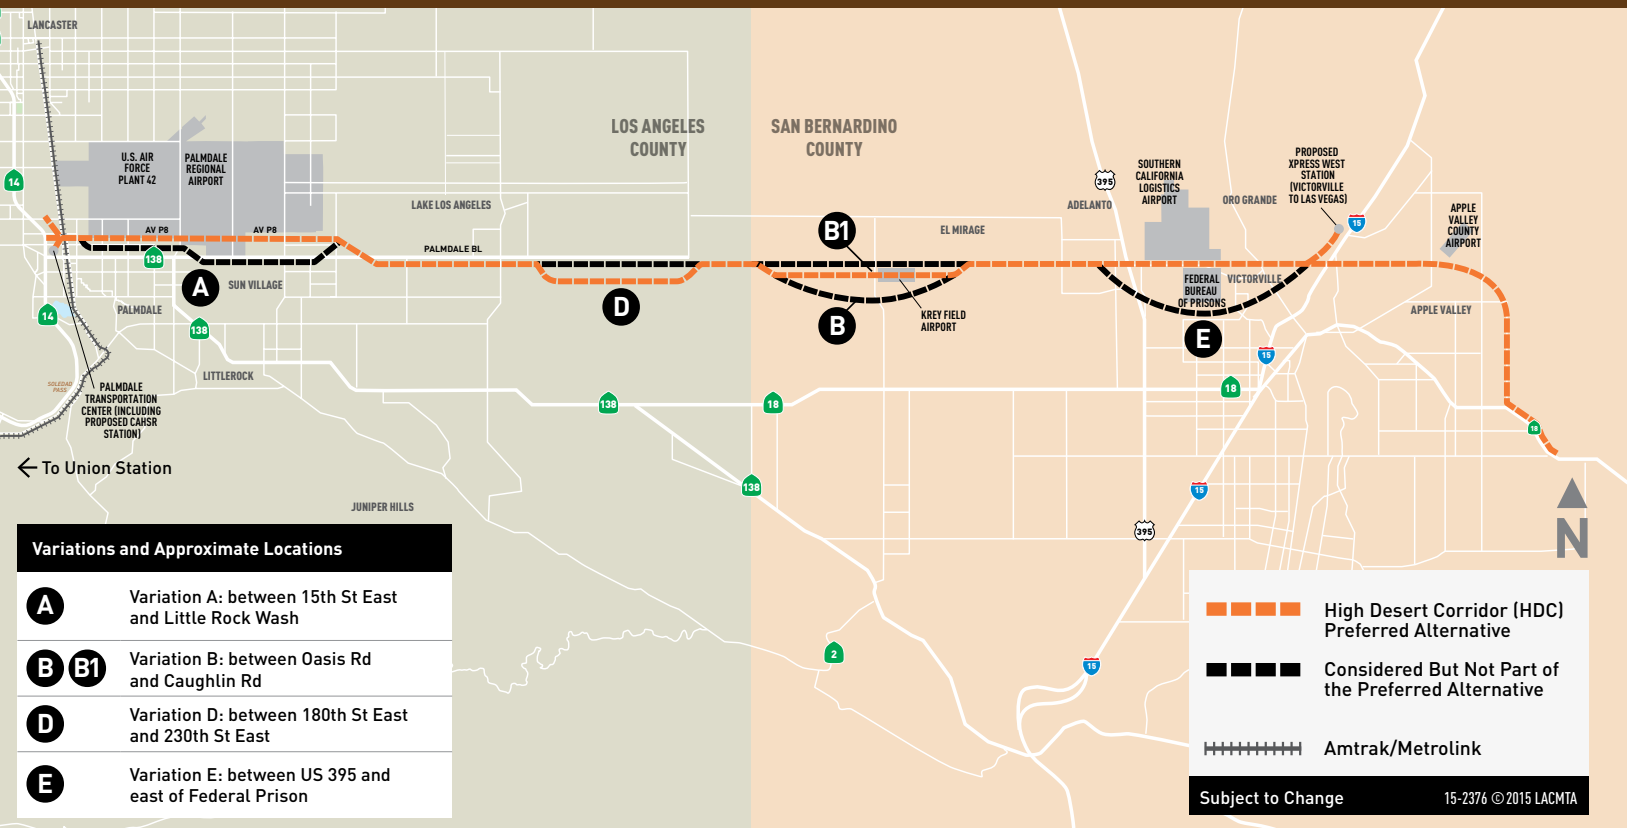 LANCASTER
LOS ANGELES
COUNTY
SAN BERNARDINO
COUNTY
U.S. AIR
FORCE
PLANT 42
PALMDALE
REGIONAL
AIRPORT
14
AV P8
AV P8
138
LAKE LOS ANGELES
PALMDALE BL
A
SUN VILLAGE
PALMDALE
14
138
LITTLEROCK
SOLEDAD
PASS
PALMDALE
TRANSPORTATION
CENTER (INCLUDING
PROPOSED CAHSR
STATION)
To Union Station
D
B1
B
EL MIRAGE
KREY FIELD
AIRPORT
395
ADELANTO
SOUTHERN
CALIFORNIA
LOGISTICS
AIRPORT
ORO GRANDE
PROPOSED
XPRESS WEST
STATION
(VICTORVILLE
TO LAS VEGAS)
15
APPLE
VALLEY
COUNTY
AIRPORT
FEDERAL
BUREAU
OF PRISONS
VICTORVILLE
E
15
APPLE VALLEY
18
18
138
18
138
15
395
JUNIPER HILLS
2
15
N
Variations and Approximate Locations
A
Variation A: between 15th St East
and Little Rock Wash
B B1
Variation B: between Oasis Rd
and Caughlin Rd
D
Variation D: between 180th St East
and 230th St East
E
Variation E: between US 395 and
east of Federal Prison
High Desert Corridor (HDC)
Preferred Alternative
Considered But Not Part of
the Preferred Alternative
Amtrak/Metrolink
Subject to Change
15-2376 ©2015 LACMTA